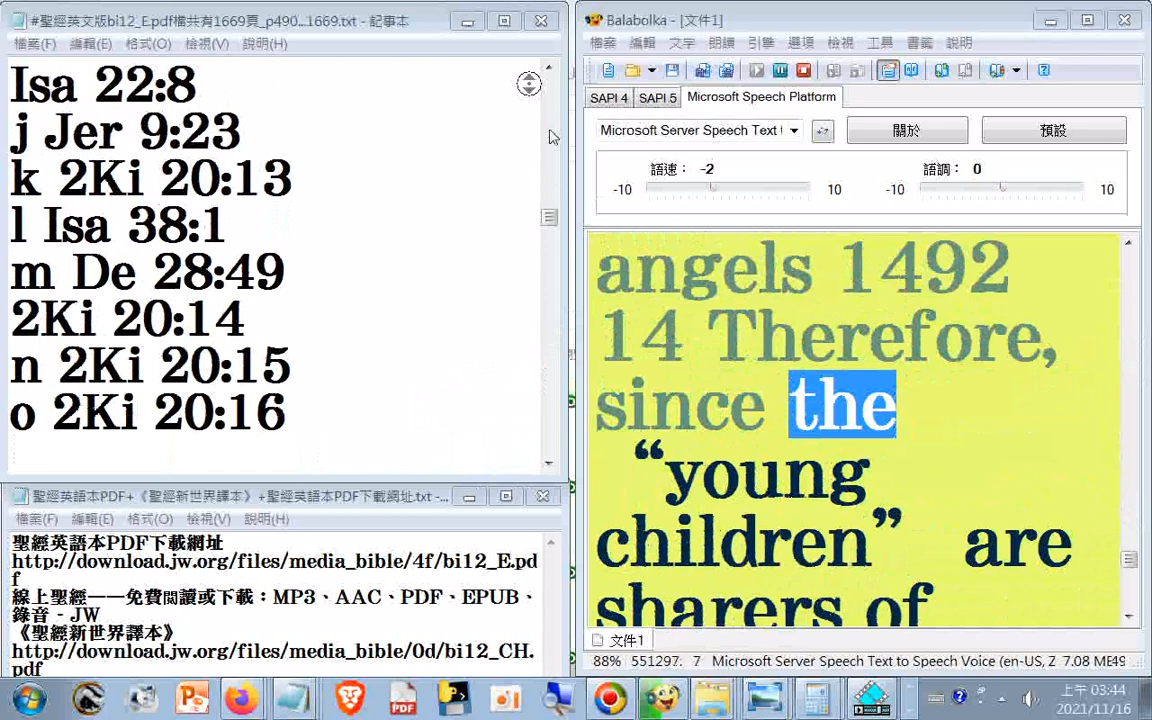 #聖經英文版bi12_E.pdf檔共有1669頁_p490...1669.txt - 記事本
檔案(F) 編輯(E) 格式(O) 檢視(V) 說明(H)
Isa 22:8
j Jer 9:23
k 2Ki 20:13
l Isa 38:1
m De 28:49
2Ki 20:14
n 2Ki 20:15
o 2Ki 20:16
聖經英語本PDF+《聖經新世界譯本》+聖經英語本PDF下載網址.txt -...
檔案(F) 編輯(E) 格式(O) 檢視(V) 說明(H)
聖經英語本PDF下載網址
http://download.jw.org/files/media_bible/4f/bi12_E.pd
f
線上聖經——免費閱讀或下載：MP3、AAC、PDF、EPUB、
錄音 - JW
《聖經新世界譯本》
http://download.jw.org/files/media_bible/0d/bi12_CH.
pdf
Balabolka - [文件1]
檔案 編輯 文字 朗讀 引擎 選項 檢視 工具 書籤 說明
SAPI 4 SAPI 5 Microsoft Speech Platform
Microsoft Server Speech Text
關於 預設
語速： -2 語調： 0
-10 10 -10 10
angels 1492
14 Therefore,
since the
“young
children” are
sharers of
文件1
88% 551297: 7 Microsoft Server Speech Text to Speech Voice (en-US, Z 7.08 ME49
PDF
上午 03:44
2021/11/16